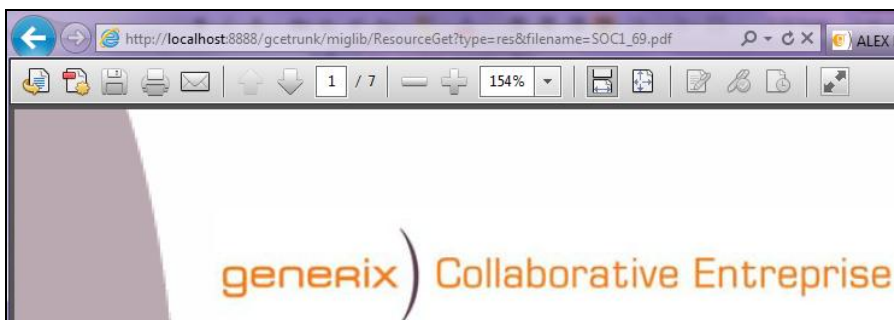 http://localhost:8888/gcetrunk/miglib/ResourceGet?type=res&filename=SOC1_69.pdf ALEX
1 / 7 154%
generix) Collaborative Entreprise